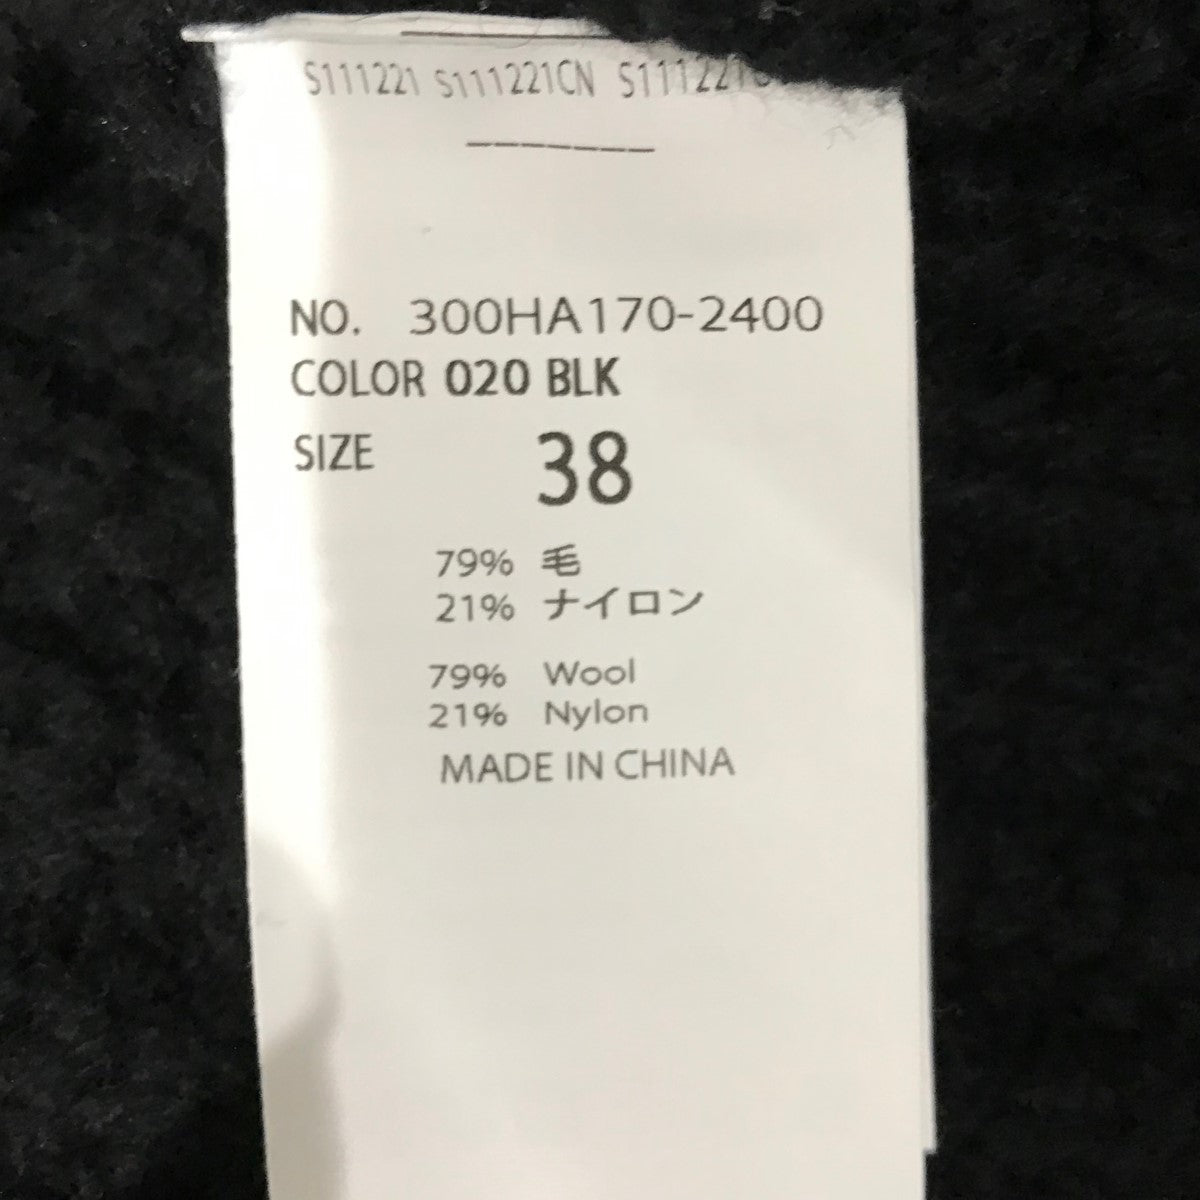 S111221 S111221CN
NO. 300HA170-2400
COLOR 020 BLK
SIZE 38
79% 毛
21% ナイロン
79% Wool
21% Nylon
MADE IN CHINA